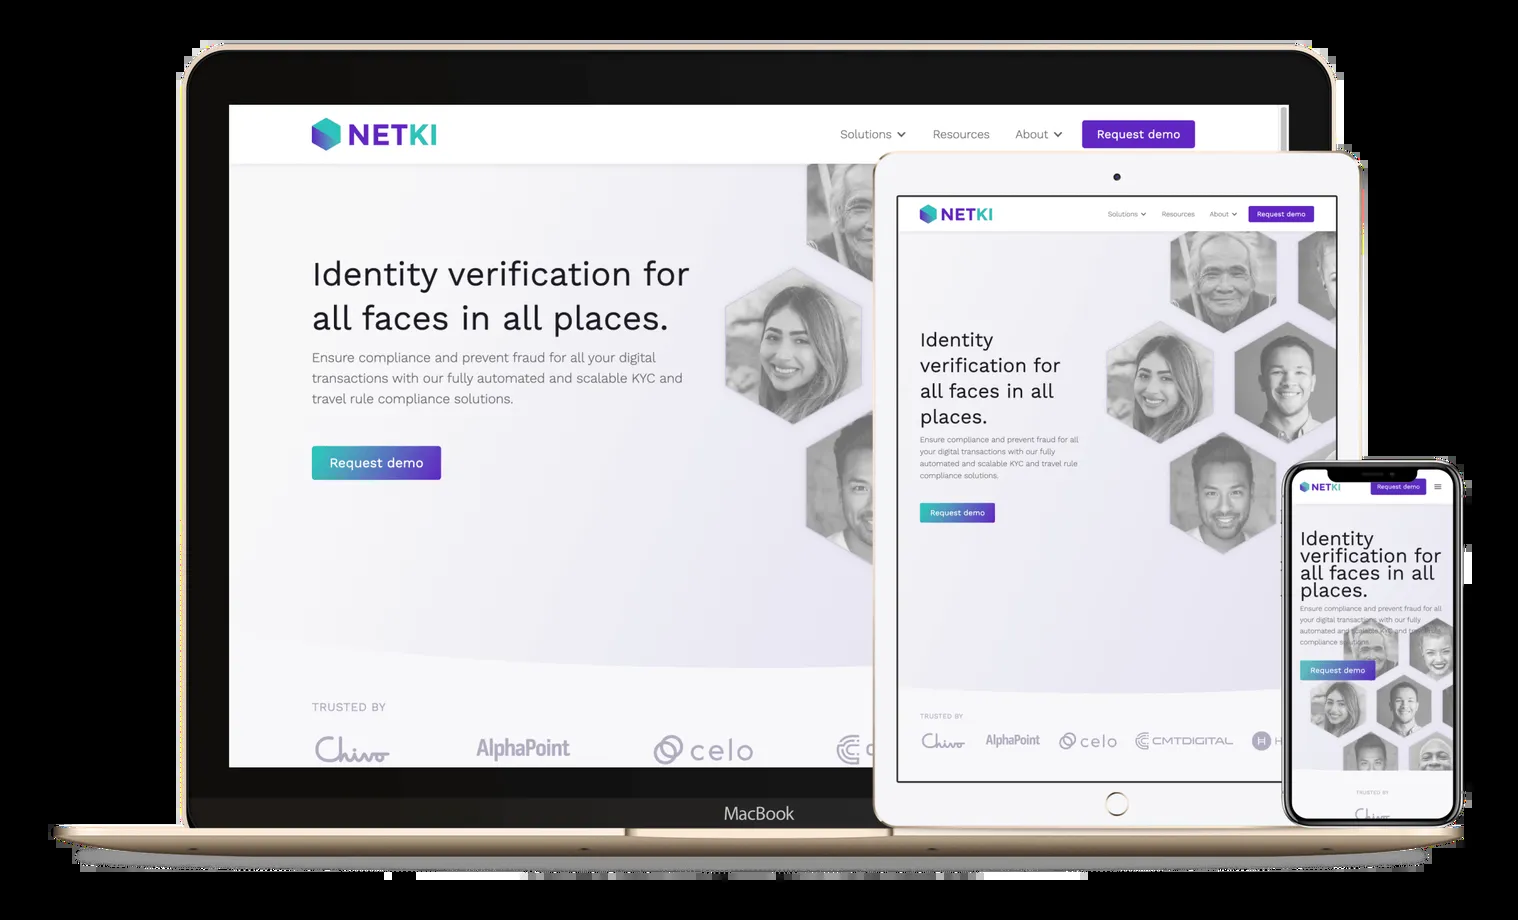 NETKI
Solutions Resources About Request demo
Identity verification for
all faces in all places.
Ensure compliance and prevent fraud for all your digital
transactions with our fully automated and scalable KYC and
travel rule compliance solutions.
Request demo
TRUSTED BY
Chivo AlphaPoint celo
MacBook
NETKI
Solutions Resources About Request demo
Identity
verification for
all faces in all
places.
Ensure compliance and prevent fraud for all
your digital transactions with our fully
automated and scalable KYC and travel rule
compliance solutions.
Request demo
TRUSTED BY
Chivo AlphaPoint celo CMTDIGITAL H
NETKI Request demo
Identity
verification for
all faces in all
places.
Ensure compliance and prevent fraud for all
your digital transactions with our fully
automated and scalable KYC and travel rule
compliance solutions.
Request demo
TRUSTED BY
Chivo